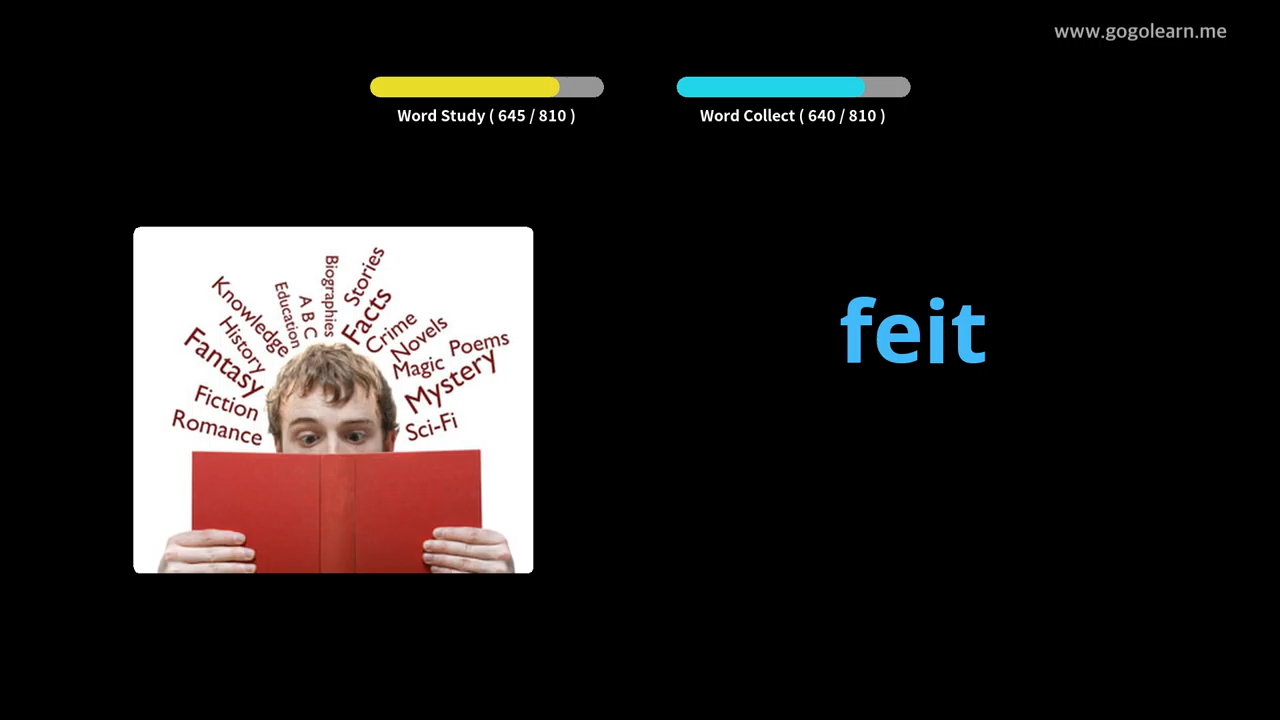 www.gogolearn.me
Word Study ( 645 / 810 )
Word Collect ( 640 / 810 )
feit
Biographies
Stories
Education
A B C
Facts
Knowledge
Crime
History
Novels
Poems
Fantasy
Magic
Mystery
Fiction
Sci-Fi
Romance